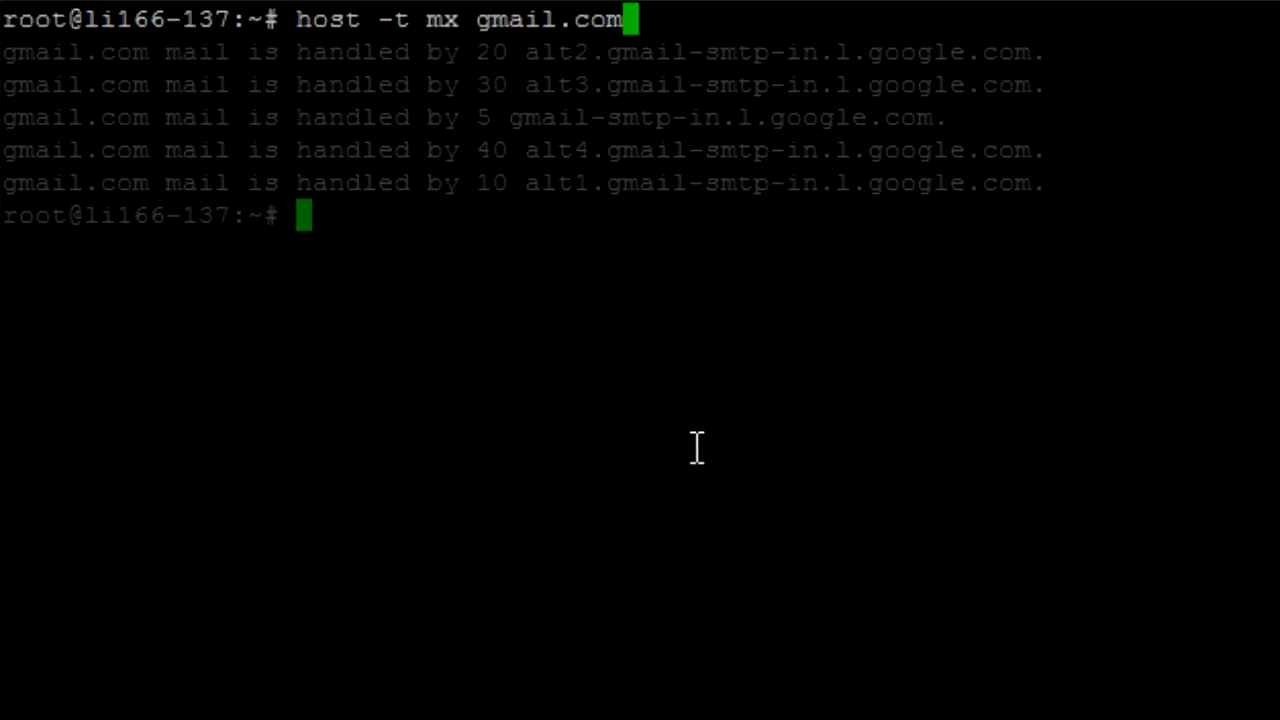 root@li166-137:~# host -t mx gmail.com
gmail.com mail is handled by 20 alt2.gmail-smtp-in.l.google.com.
gmail.com mail is handled by 30 alt3.gmail-smtp-in.l.google.com.
gmail.com mail is handled by 5 gmail-smtp-in.l.google.com.
gmail.com mail is handled by 40 alt4.gmail-smtp-in.l.google.com.
gmail.com mail is handled by 10 alt1.gmail-smtp-in.l.google.com.
root@li166-137:~#